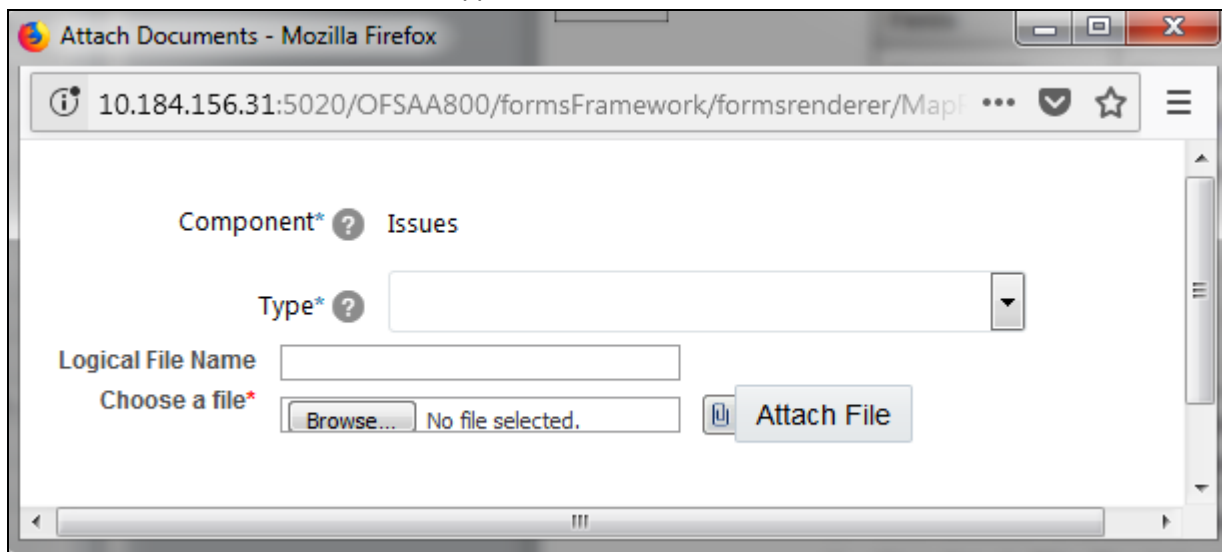 Attach Documents - Mozilla Firefox
10.184.156.31:5020/OFSAA800/formsFramework/formsrenderer/Map
Component* ? Issues
Type* ?
Logical File Name
Choose a file* Browse... No file selected. Attach File